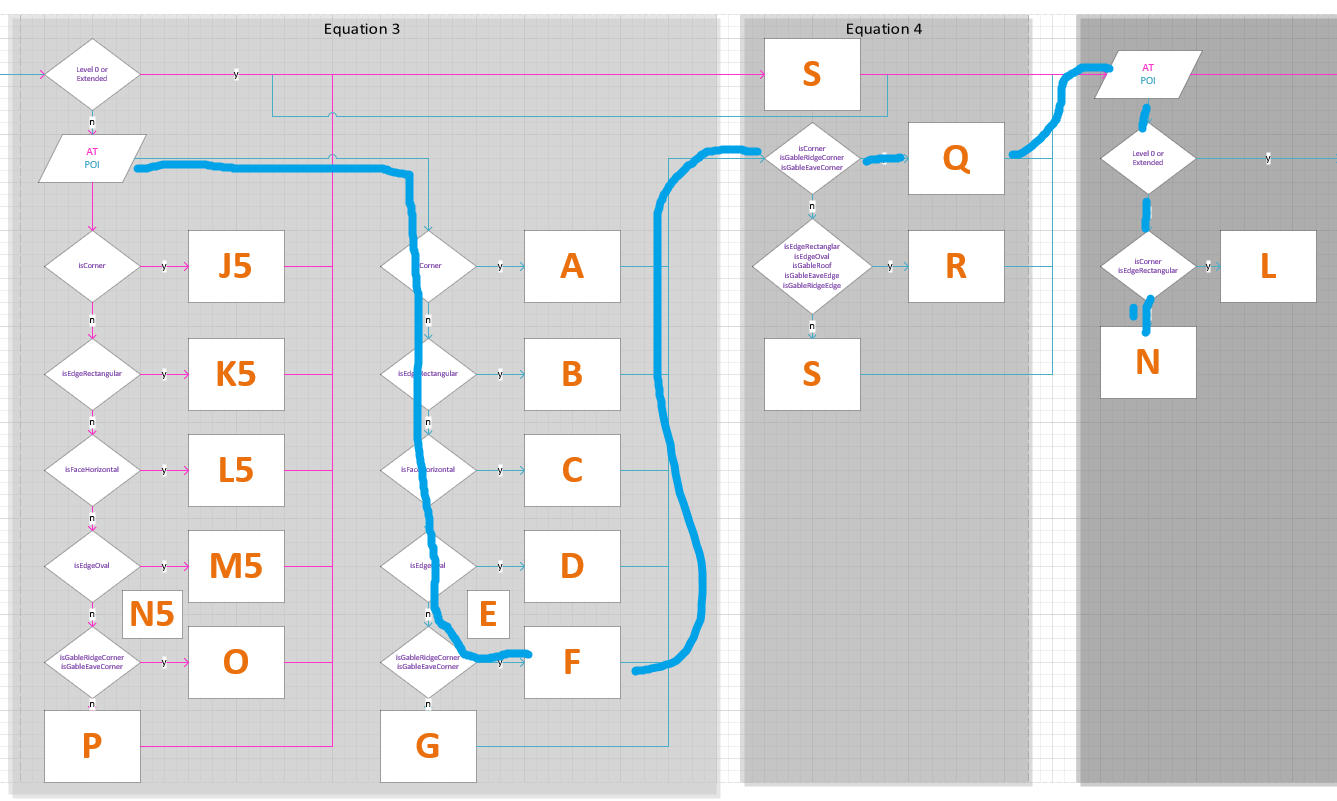 Equation 3
Equation 4
Level 0 or
Extended
y
S
AT
POI
n
AT
POI
isCorner
isGableRidgeCorner
isGableEaveCorner
Q
Level 0 or
Extended
y
n
isCorner
y
J5
Corner
y
A
isEdgeRectanglar
isEdgeOval
isGableRoof
isGableEaveEdge
isGableRidgeEdge
y
R
isCorner
isEdgeRectangular
y
L
n
n
n
isEdgeRectangular
y
K5
y
B
S
N
n
n
isFaceHorizontal
y
L5
y
C
n
isEdgeOval
y
M5
y
D
n
N5
n
E
isGableRidgeCorner
isGableEaveCorner
y
O
isGableRidgeCorner
isGableEaveCorner
y
F
n
n
P
G